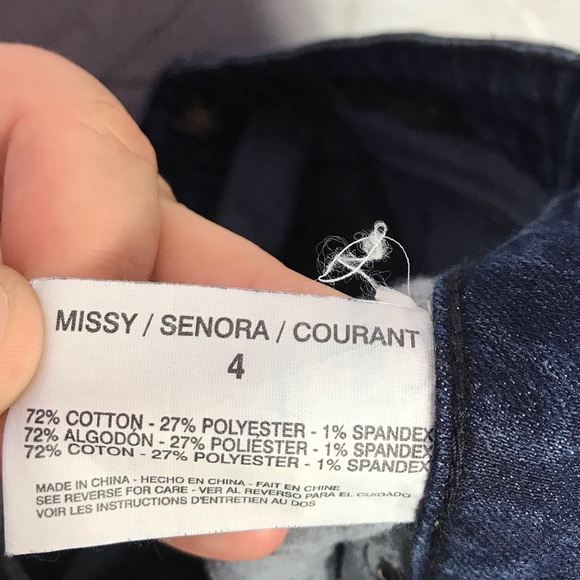 MISSY / SENORA / COURANT
4
72% COTTON - 27% POLYESTER - 1% SPANDEX
72% ALGODÓN - 27% POLIÉSTER - 1% SPANDEX
72% COTON - 27% POLYESTER - 1% SPANDEX
MADE IN CHINA - HECHO EN CHINA - FAIT EN CHINE
SEE REVERSE FOR CARE - VER AL REVERSO PARA EL CUIDADO
VOIR LES INSTRUCTIONS D'ENTRETIEN AU DOS